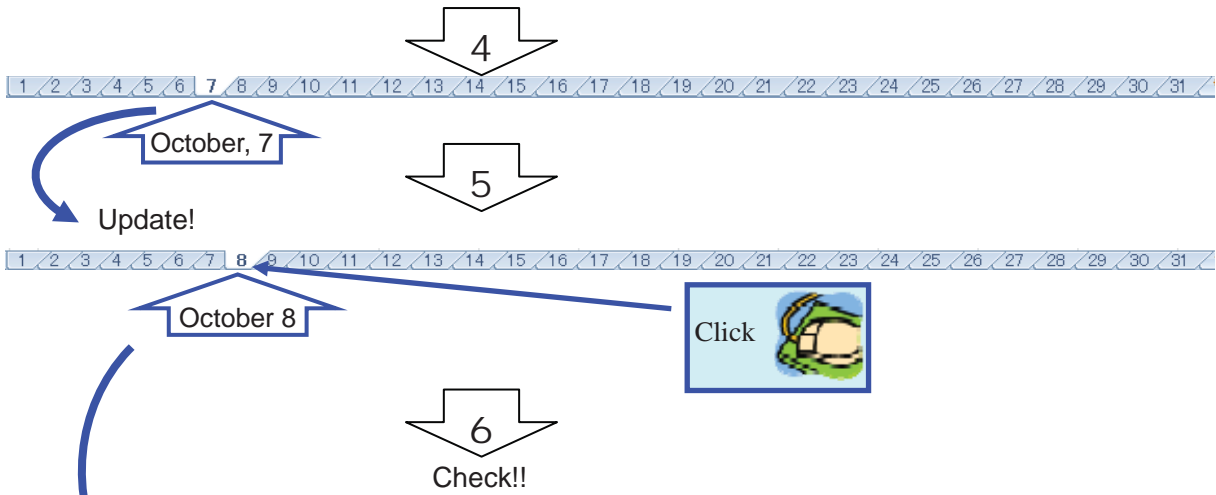 4
1 2 3 4 5 6 7 8 9 10 11 12 13 14 15 16 17 18 19 20 21 22 23 24 25 26 27 28 29 30 31
October, 7
5
Update!
1 2 3 4 5 6 7 8 9 10 11 12 13 14 15 16 17 18 19 20 21 22 23 24 25 26 27 28 29 30 31
October 8
Click
6
Check!!